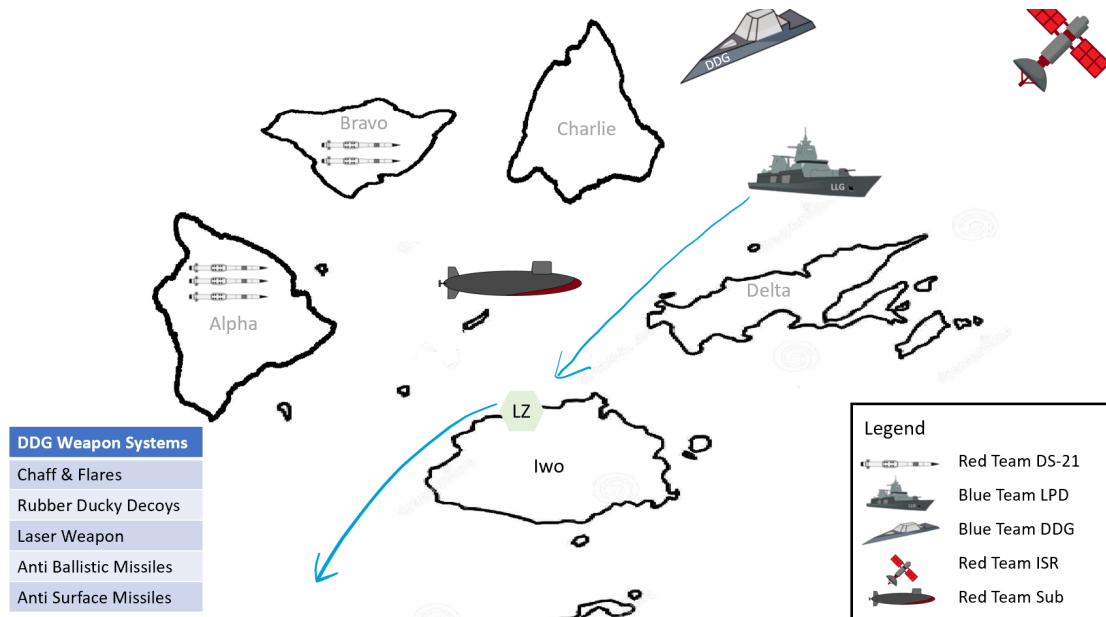 DDG
Bravo
Charlie
LLG
Delta
Alpha
LZ
Iwo
DDG Weapon Systems
Chaff & Flares
Rubber Ducky Decoys
Laser Weapon
Anti Ballistic Missiles
Anti Surface Missiles
Legend
Red Team DS-21
Blue Team LPD
Blue Team DDG
Red Team ISR
Red Team Sub